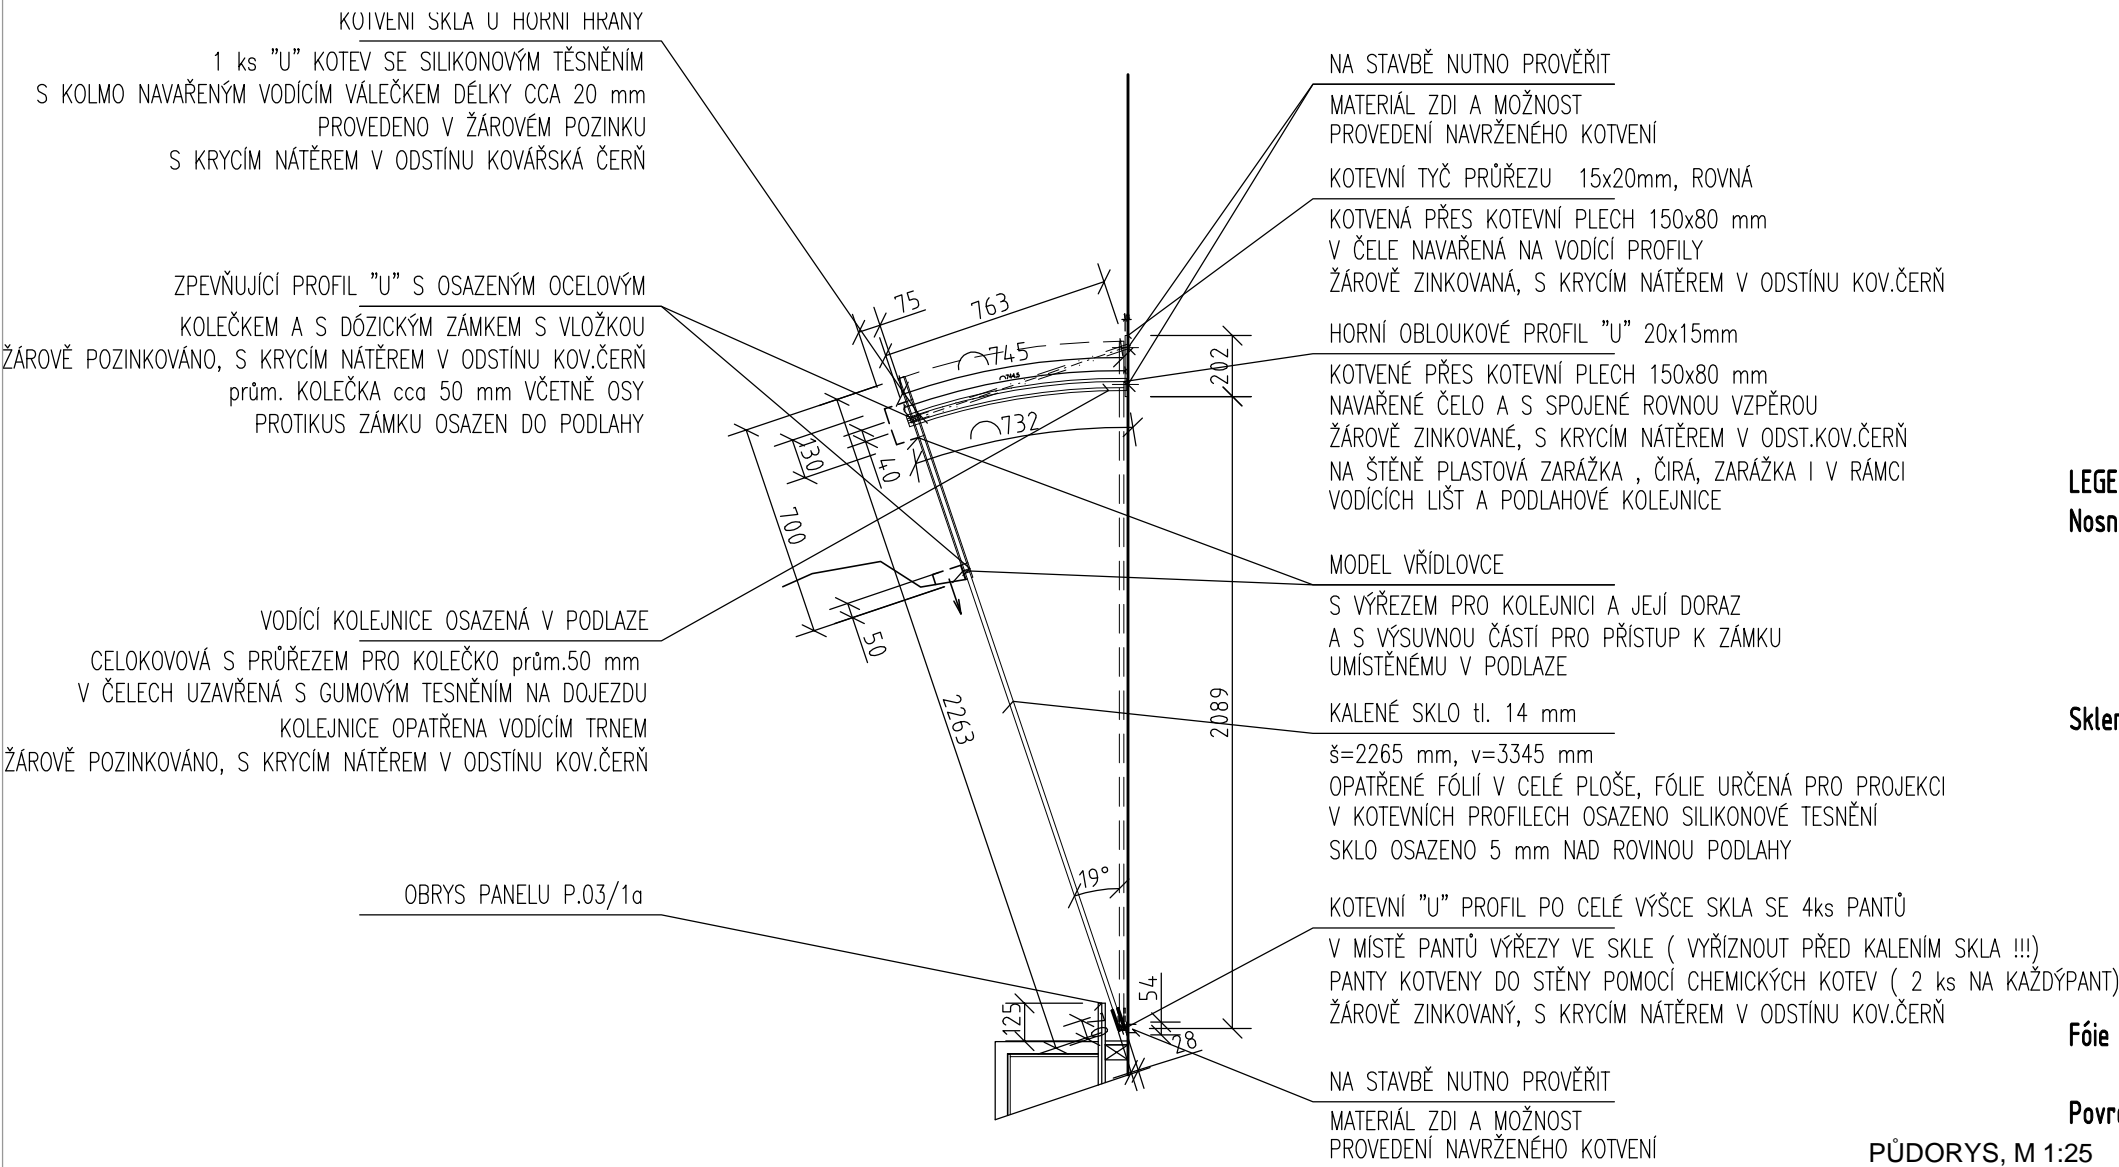 KOTVENÍ SKLA U HORNÍ HRANY
1 ks "U" KOTEV SE SILIKONOVÝM TĚSNĚNÍM
S KOLMO NAVAŘENÝM VODÍCÍM VÁLEČKEM DÉLKY CCA 20 mm
PROVEDENO V ŽÁROVÉM POZINKU
S KRYCÍM NÁTĚREM V ODSTÍNU KOVÁŘSKÁ ČERŇ
ZPEVŇUJÍCÍ PROFIL "U" S OSAZENÝM OCELOVÝM
KOLEČKEM A S DÓZICKÝM ZÁMKEM S VLOŽKOU
ŽÁROVĚ POZINKOVÁNO, S KRYCÍM NÁTĚREM V ODSTÍNU KOV.ČERŇ
prům. KOLEČKA cca 50 mm VČETNĚ OSY
PROTIKUS ZÁMKU OSAZEN DO PODLAHY
VODÍCÍ KOLEJNICE OSAZENÁ V PODLAZE
CELOKOVOVÁ S PRŮŘEZEM PRO KOLEČKO prům.50 mm
V ČELECH UZAVŘENÁ S GUMOVÝM TESNĚNÍM NA DOJEZDU
KOLEJNICE OPATŘENA VODÍCÍM TRNEM
ŽÁROVĚ POZINKOVÁNO, S KRYCÍM NÁTĚREM V ODSTÍNU KOV.ČERŇ
OBRYS PANELU P.03/1a
75
763
745
732
202
130
40
700
50
2263
2089
19°
54
125
28
NA STAVBĚ NUTNO PROVĚŘIT
MATERIÁL ZDI A MOŽNOST
PROVEDENÍ NAVRŽENÉHO KOTVENÍ
KOTEVNÍ TYČ PRŮŘEZU 15x20mm, ROVNÁ
KOTVENÁ PŘES KOTEVNÍ PLECH 150x80 mm
V ČELE NAVAŘENÁ NA VODÍCÍ PROFILY
ŽÁROVĚ ZINKOVANÁ, S KRYCÍM NÁTĚREM V ODSTÍNU KOV.ČERŇ
HORNÍ OBLOUKOVÉ PROFIL "U" 20x15mm
KOTVENÉ PŘES KOTEVNÍ PLECH 150x80 mm
NAVAŘENÉ ČELO A S SPOJENÉ ROVNOU VZPĚROU
ŽÁROVĚ ZINKOVANÉ, S KRYCÍM NÁTĚREM V ODST.KOV.ČERŇ
NA ŠTĚNĚ PLASTOVÁ ZARÁŽKA , ČIRÁ, ZARÁŽKA I V RÁMCI
VODÍCÍCH LIŠT A PODLAHOVÉ KOLEJNICE
MODEL VŘÍDLOVCE
S VÝŘEZEM PRO KOLEJNICI A JEJÍ DORAZ
A S VÝSUVNOU ČÁSTÍ PRO PŘÍSTUP K ZÁMKU
UMÍSTĚNÉMU V PODLAZE
KALENÉ SKLO tl. 14 mm
š=2265 mm, v=3345 mm
OPATŘENÉ FÓLIÍ V CELÉ PLOŠE, FÓLIE URČENÁ PRO PROJEKCI
V KOTEVNÍCH PROFILECH OSAZENO SILIKONOVÉ TESNĚNÍ
SKLO OSAZENO 5 mm NAD ROVINOU PODLAHY
KOTEVNÍ "U" PROFIL PO CELÉ VÝŠCE SKLA SE 4ks PANTŮ
V MÍSTĚ PANTŮ VÝŘEZY VE SKLE ( VYŘÍZNOUT PŘED KALENÍM SKLA !!!)
PANTY KOTVENY DO STĚNY POMOCÍ CHEMICKÝCH KOTEV ( 2 ks NA KAŽDÝPANT)
ŽÁROVĚ ZINKOVANÝ, S KRYCÍM NÁTĚREM V ODSTÍNU KOV.ČERŇ
NA STAVBĚ NUTNO PROVĚŘIT
MATERIÁL ZDI A MOŽNOST
PROVEDENÍ NAVRŽENÉHO KOTVENÍ
LEGE
Nosn
Skler
Fóie
Povr
PŮDORYS, M 1:25